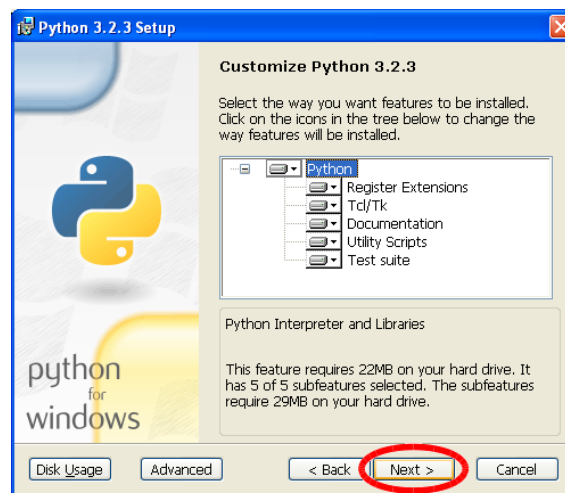 Python 3.2.3 Setup
Customize Python 3.2.3
Select the way you want features to be installed.
Click on the icons in the tree below to change the
way features will be installed.
Python
Register Extensions
Tcl/Tk
Documentation
Utility Scripts
Test suite
Python Interpreter and Libraries
This feature requires 22MB on your hard drive. It
has 5 of 5 subfeatures selected. The subfeatures
require 29MB on your hard drive.
python
for
windows
Disk Usage
Advanced
< Back
Next >
Cancel